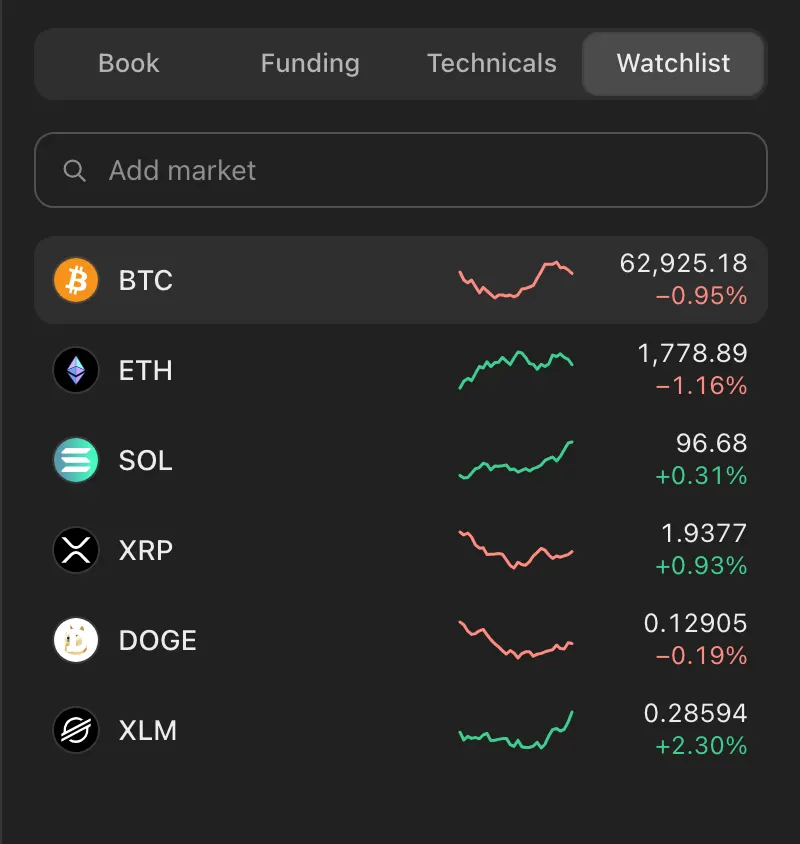 Book Funding Technicals Watchlist
Add market
BTC 62,925.18
−0.95%
ETH 1,778.89
−1.16%
SOL 96.68
+0.31%
XRP 1.9377
+0.93%
DOGE 0.12905
−0.19%
XLM 0.28594
+2.30%